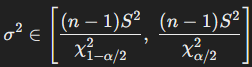 σ² ∈ [ (n − 1)S² / χ²₁₋α/₂ , (n − 1)S² / χ²α/₂ ]